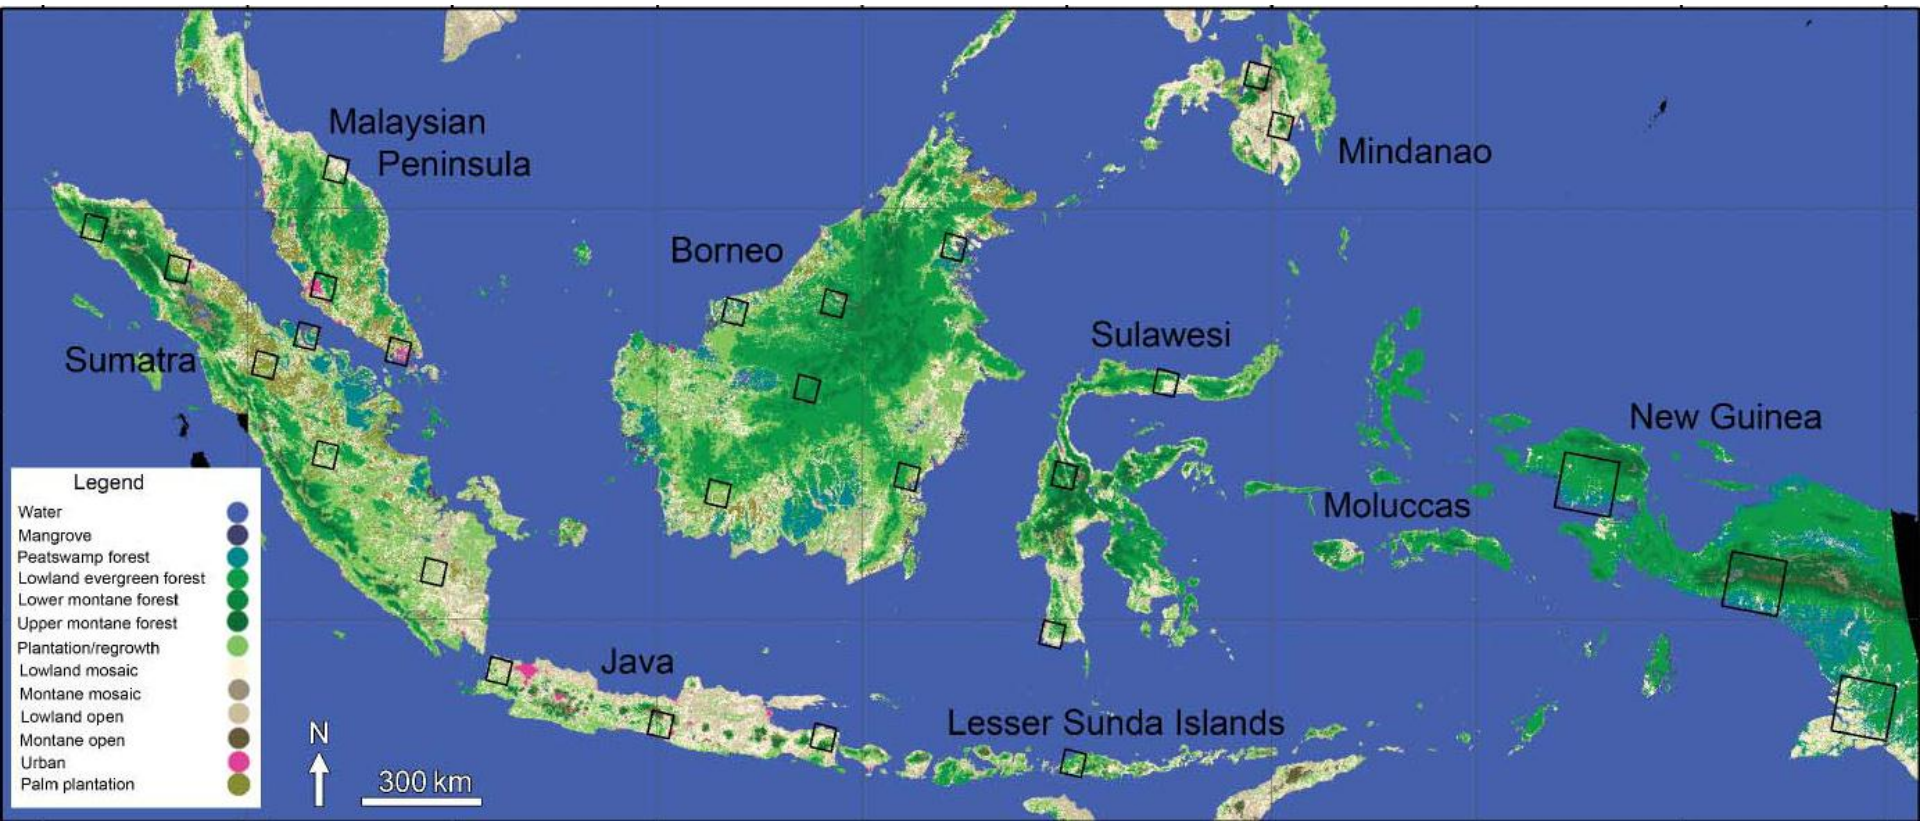 Malaysian
Peninsula
Mindanao
Borneo
Sumatra
Sulawesi
New Guinea
Moluccas
Java
Lesser Sunda Islands
Legend
Water
Mangrove
Peatswamp forest
Lowland evergreen forest
Lower montane forest
Upper montane forest
Plantation/regrowth
Lowland mosaic
Montane mosaic
Lowland open
Montane open
Urban
Palm plantation
N
300 km